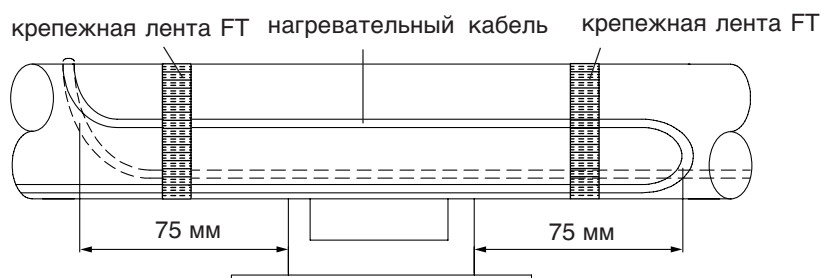 крепежная лента FT
нагревательный кабель
крепежная лента FT
75 мм
75 мм